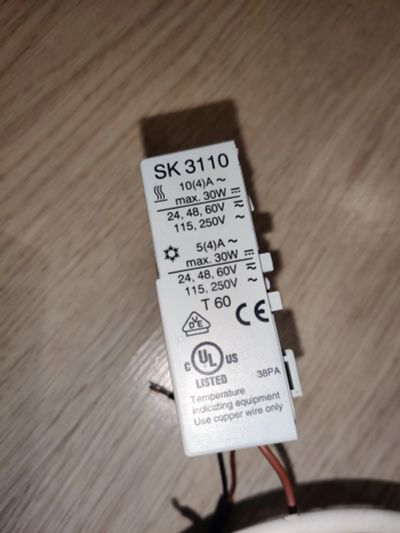 SK 3110
10(4)A ~
max. 30W ⎓
24, 48, 60V ≂
115, 250V ~
5(4)A ~
max. 30W ⎓
24, 48, 60V ≂
115, 250V ~
T 60 CE
VDE
C UL US
LISTED
38PA
Temperature
indicating equipment
Use copper wire only